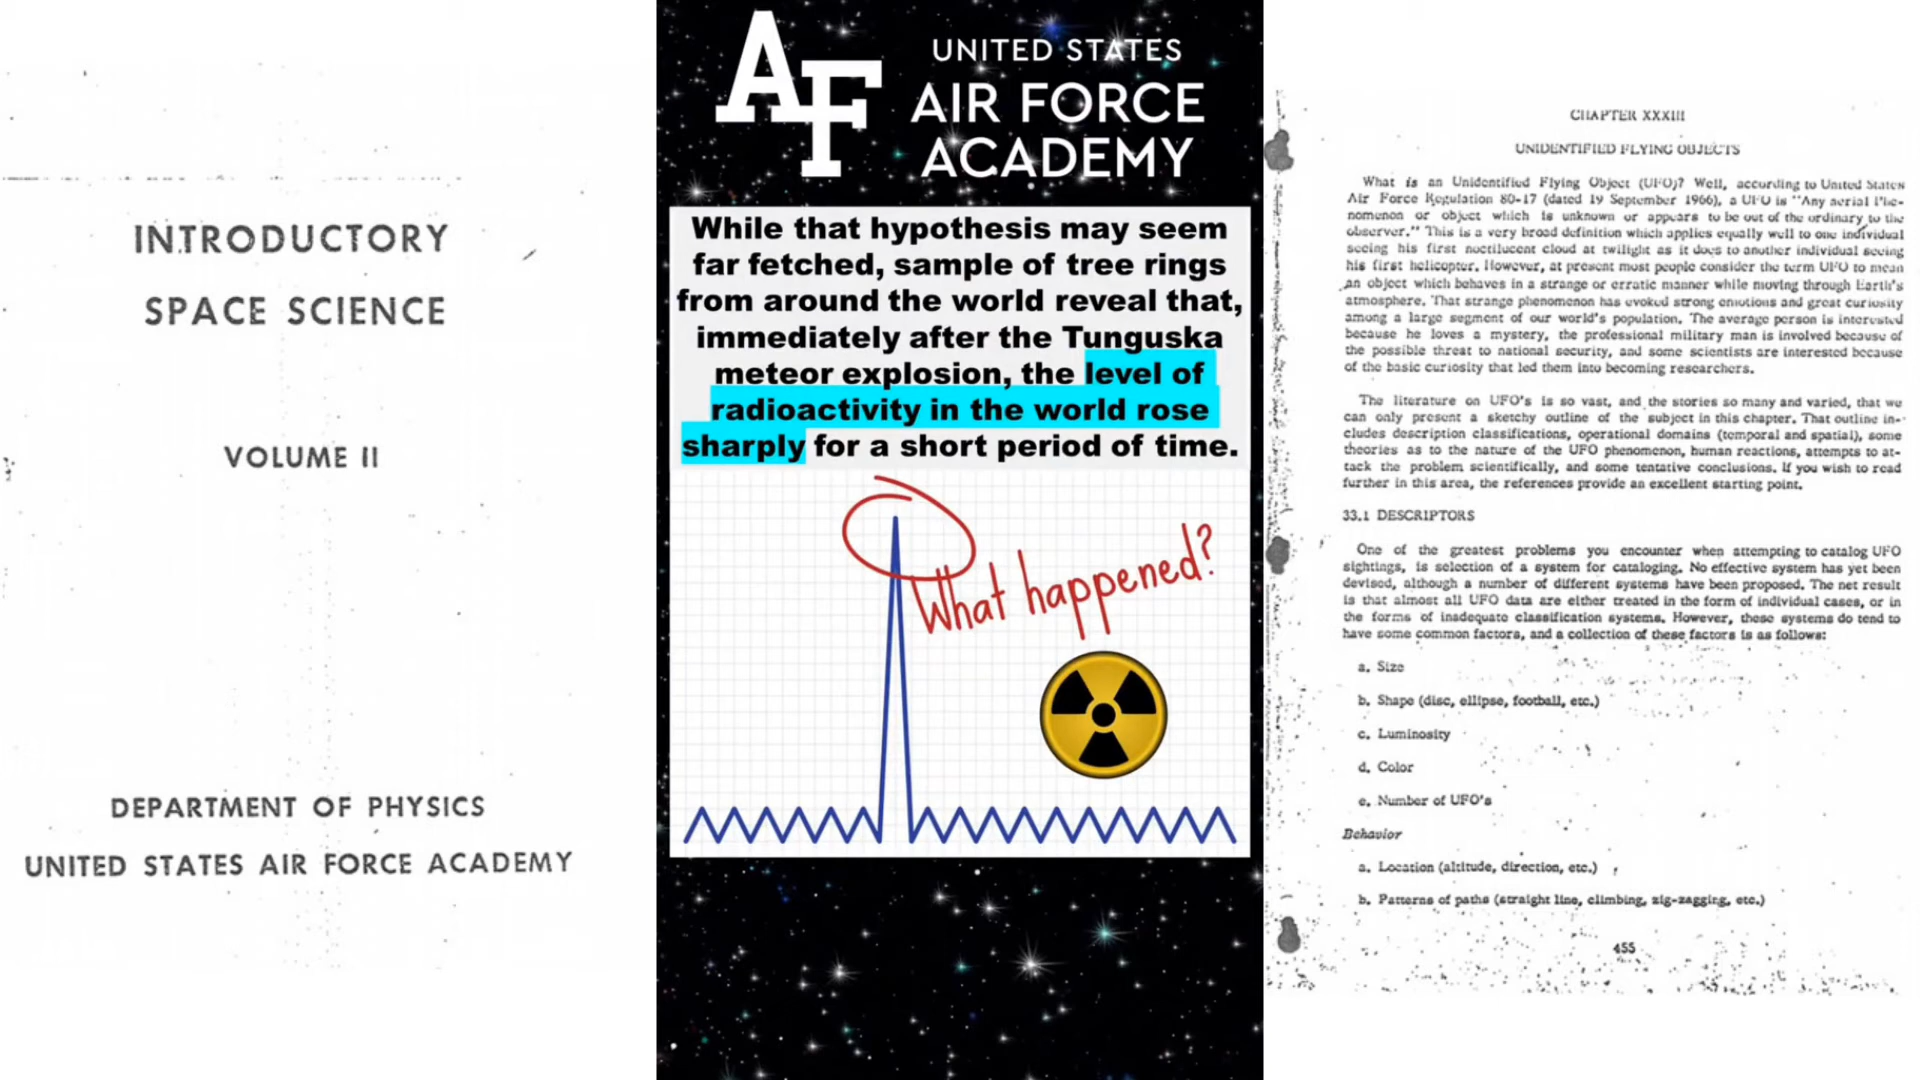 INTRODUCTORY
SPACE SCIENCE
VOLUME II
DEPARTMENT OF PHYSICS
UNITED STATES AIR FORCE ACADEMY
AF
UNITED STATES
AIR FORCE
ACADEMY
While that hypothesis may seem
far fetched, sample of tree rings
from around the world reveal that,
immediately after the Tunguska
meteor explosion, the level of
radioactivity in the world rose
sharply for a short period of time.
What happened?
CHAPTER XXXIII
UNIDENTIFIED FLYING OBJECTS
What is an Unidentified Flying Object (UFO)? Well, according to United States
Air Force Regulation 80-17 (dated 19 September 1966), a UFO is "Any aerial phe-
nomenon or object which is unknown or appears to be out of the ordinary to the
observer." This is a very broad definition which applies equally well to one individual
seeing his first noctilucent cloud at twilight as it does to another individual seeing
his first helicopter. However, at present most people consider the term UFO to mean
an object which behaves in a strange or erratic manner while moving through Earth's
atmosphere. That strange phenomenon has evoked strong emotions and great curiosity
among a large segment of our world's population. The average person is interested
because he loves a mystery, the professional military man is involved because of
the possible threat to national security, and some scientists are interested because
of the basic curiosity that led them into becoming researchers.
The literature on UFO's is so vast, and the stories so many and varied, that we
can only present a sketchy outline of the subject in this chapter. That outline in-
cludes description classifications, operational domains (temporal and spatial), some
theories as to the nature of the UFO phenomenon, human reactions, attempts to at-
tack the problem scientifically, and some tentative conclusions. If you wish to read
further in this area, the references provide an excellent starting point.
33.1 DESCRIPTORS
One of the greatest problems you encounter when attempting to catalog UFO
sightings, is selection of a system for cataloging. No effective system has yet been
devised, although a number of different systems have been proposed. The net result
is that almost all UFO data are either treated in the form of individual cases, or in
the forms of inadequate classification systems. However, these systems do tend to
have some common factors, and a collection of these factors is as follows:
a. Size
b. Shape (disc, ellipse, football, etc.)
c. Luminosity
d. Color
e. Number of UFO's
Behavior
a. Location (altitude, direction, etc.)
b. Patterns of paths (straight line, climbing, zig-zagging, etc.)
455